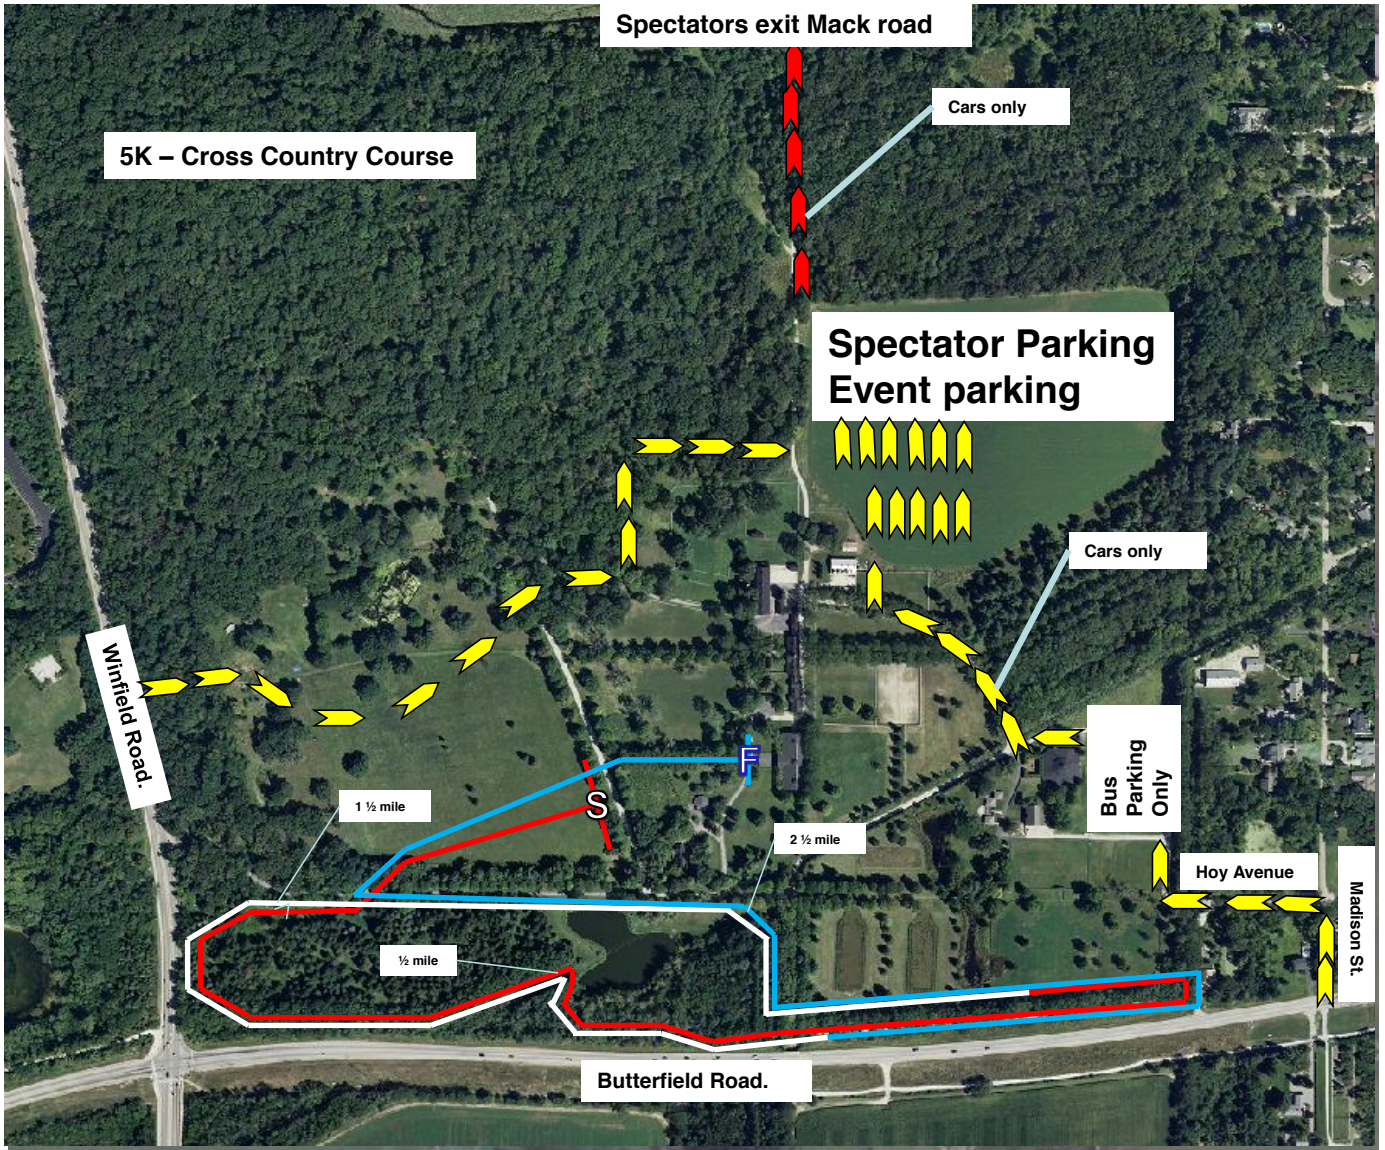 Spectators exit Mack road
Cars only
5K – Cross Country Course
Spectator Parking
Event parking
Cars only
Winfield Road.
Bus
Parking
Only
F
S
1 ½ mile
2 ½ mile
Hoy Avenue
Madison St.
½ mile
Butterfield Road.